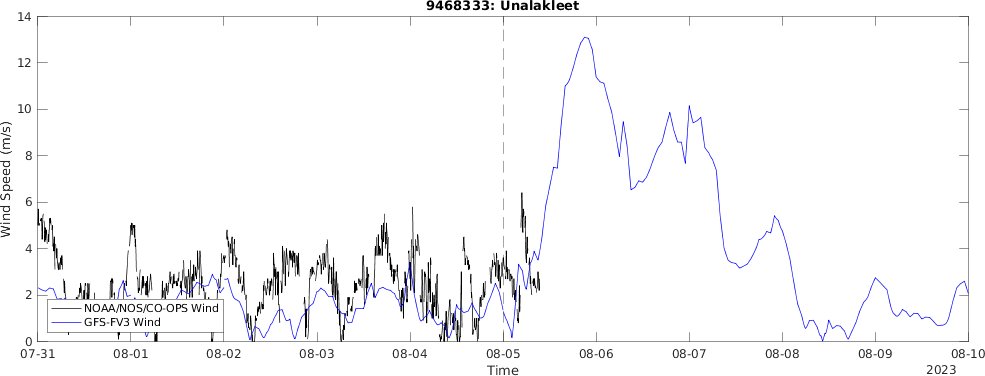 9468333: Unalakleet
Wind Speed (m/s)
14
12
10
8
6
4
2
0
NOAA/NOS/CO-OPS Wind
GFS-FV3 Wind
07-31 08-01 08-02 08-03 08-04 08-05 08-06 08-07 08-08 08-09 08-10
Time
2023